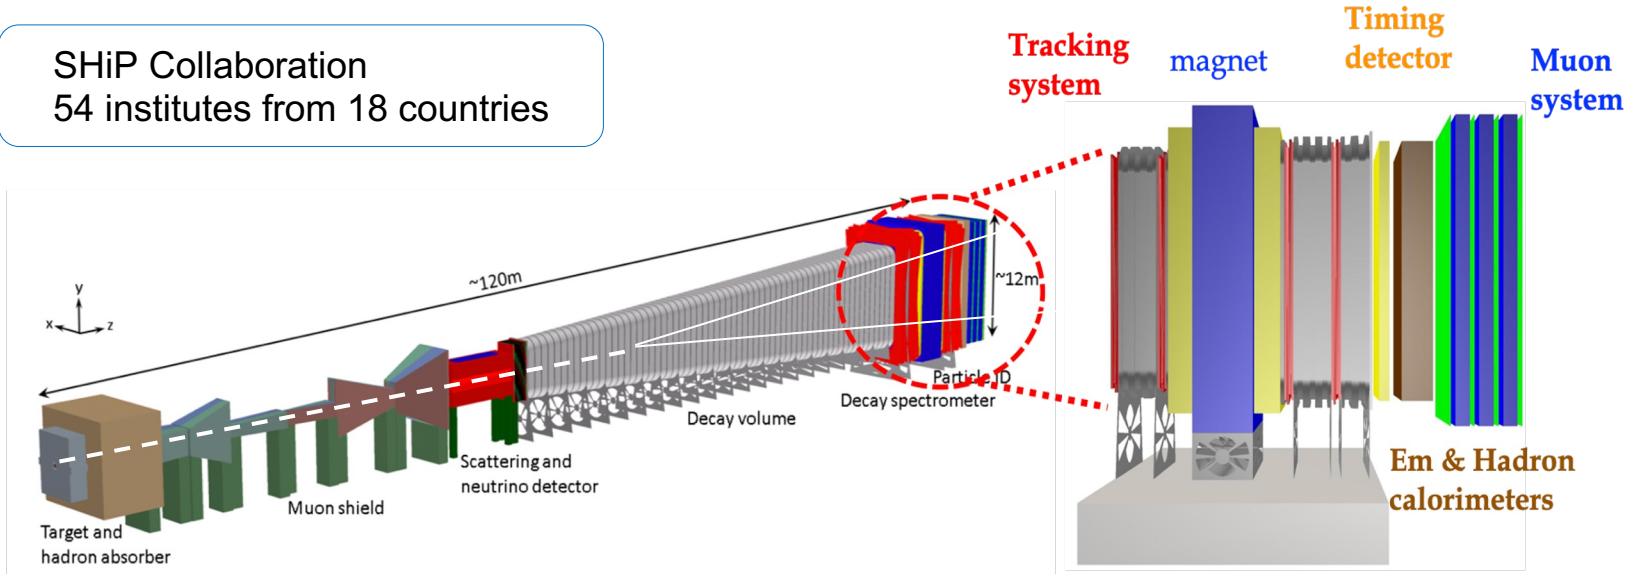 SHiP Collaboration
54 institutes from 18 countries
Tracking
system
magnet
Timing
detector
Muon
system
~120m
~12m
y
x
z
Particle ID
Decay spectrometer
Decay volume
Scattering and
neutrino detector
Muon shield
Target and
hadron absorber
Em & Hadron
calorimeters